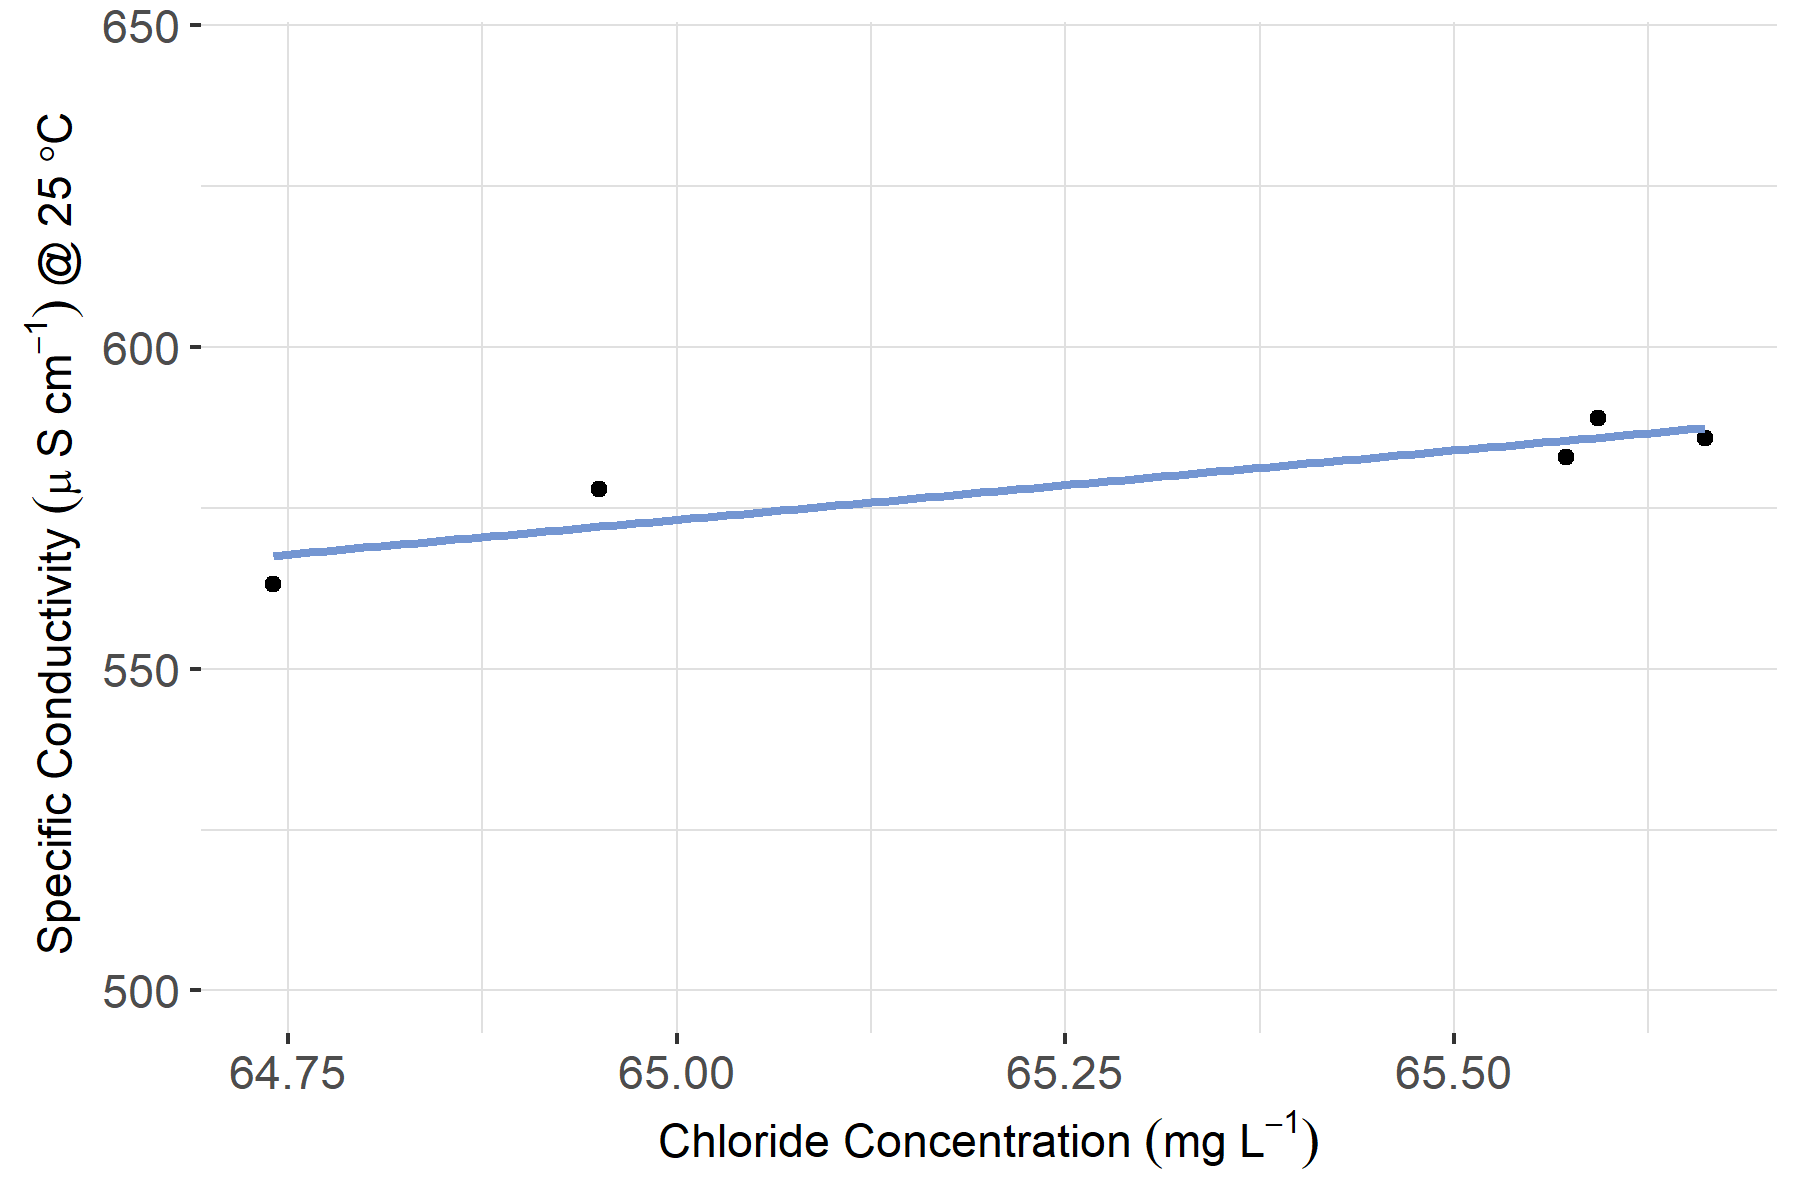 650
600
550
500
Specific Conductivity (μ S cm⁻¹) @ 25 °C
64.75 65.00 65.25 65.50
Chloride Concentration (mg L⁻¹)